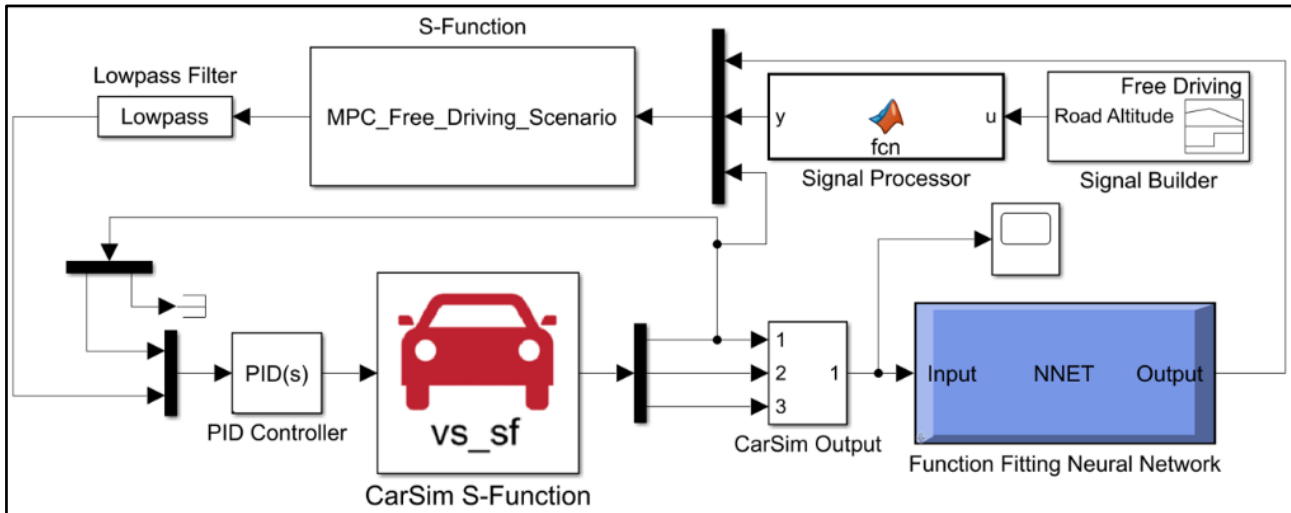 S-Function
Lowpass Filter
Lowpass
MPC_Free_Driving_Scenario
y
fcn
u
Signal Processor
Free Driving
Road Altitude
Signal Builder
PID(s)
PID Controller
vs_sf
CarSim S-Function
1
2
3
1
CarSim Output
Input
NNET
Output
Function Fitting Neural Network